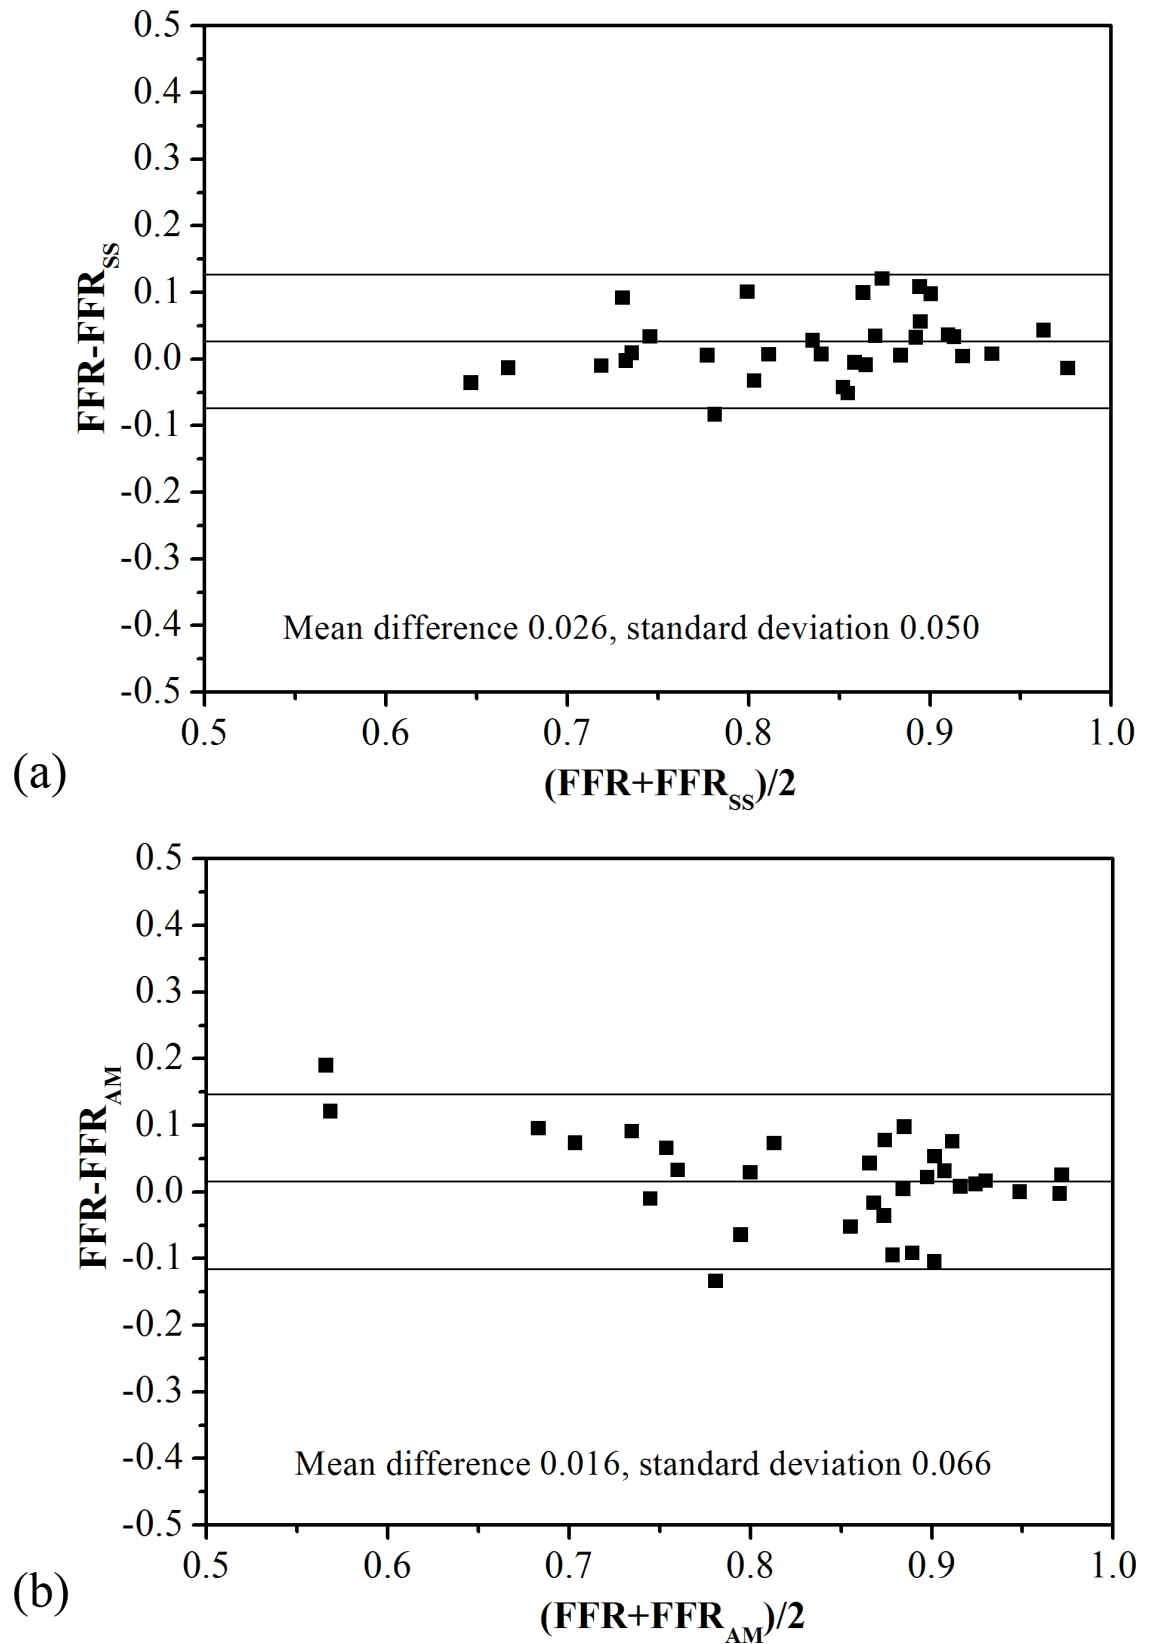 0.5
0.4
0.3
0.2
0.1
0.0
-0.1
-0.2
-0.3
-0.4
-0.5
FFR-FFRSS
Mean difference 0.026, standard deviation 0.050
0.5 0.6 0.7 0.8 0.9 1.0
(a)
(FFR+FFRSS)/2
0.5
0.4
0.3
0.2
0.1
0.0
-0.1
-0.2
-0.3
-0.4
-0.5
FFR-FFRAM
Mean difference 0.016, standard deviation 0.066
0.5 0.6 0.7 0.8 0.9 1.0
(b)
(FFR+FFRAM)/2